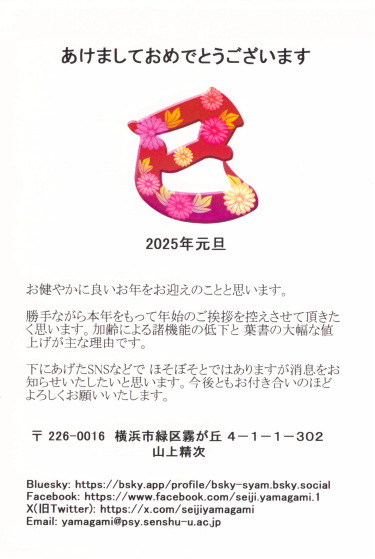 あけましておめでとうございます
巳
2025年元旦
お健やかに良いお年をお迎えのことと思います。
勝手ながら本年をもって年始のご挨拶を控えさせて頂きた
く思います。加齢による諸機能の低下と 葉書の大幅な値
上げが主な理由です。
下にあげたSNSなどで ほそぼそとではありますが消息をお
知らせいたしたいと思います。今後ともお付き合いのほど
よろしくお願いいたします。
〒 226-0016 横浜市緑区霧が丘 4-1-1-302
山上精次
Bluesky: https://bsky.app/profile/bsky-syam.bsky.social
Facebook: https://www.facebook.com/seiji.yamagami.1
X(旧Twitter): https://x.com/seijiyamagami
Email: yamagami@psy.senshu-u.ac.jp